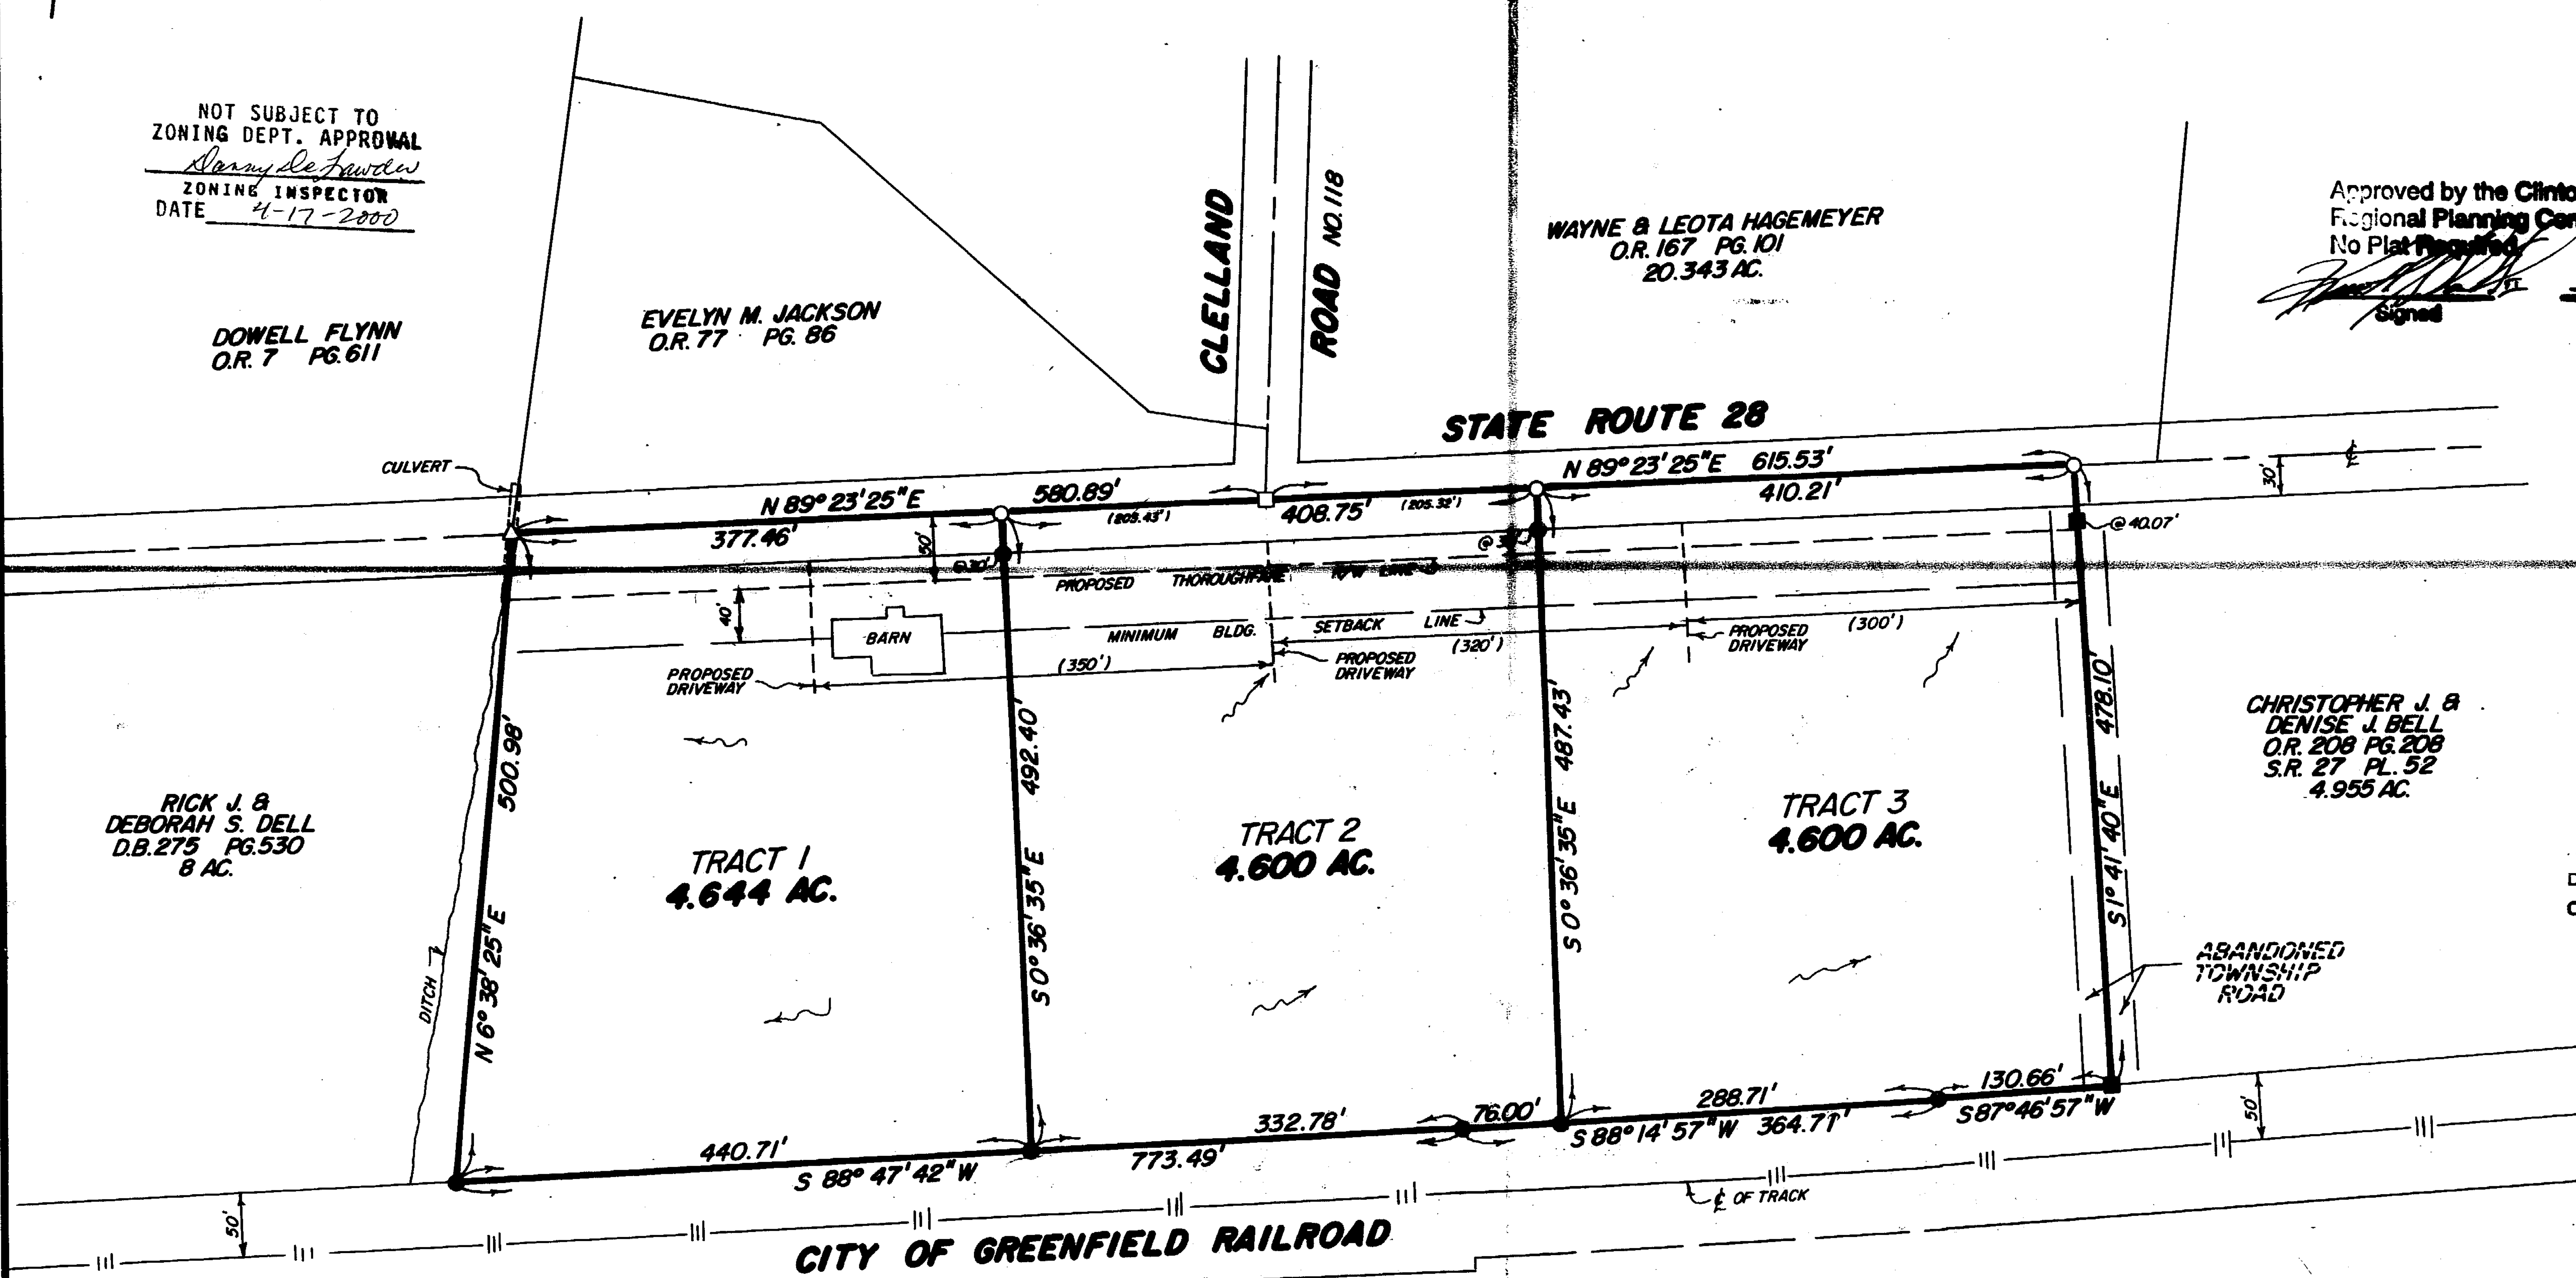 NOT SUBJECT TO
ZONING DEPT. APPROVAL
ZONING INSPECTOR
DATE 4-17-2000
DOWELL FLYNN
O.R. 7 PG. 611
EVELYN M. JACKSON
O.R. 77 PG. 86
CLELLAND
ROAD NO. 118
WAYNE & LEOTA HAGEMEYER
O.R. 167 PG. 101
20.343 AC.
Approved by the Clinto
Regional Planning Com
No Plat Required
Signed
STATE ROUTE 28
CULVERT
N 89° 23' 25" E 580.89'
377.46'
(205.43')
408.75'
(205.32')
N 89° 23' 25" E 615.53'
410.21'
℄
30'
@ 40.07'
50'
@30'
PROPOSED THOROUGHFARE R/W LINE
40'
BARN
MINIMUM BLDG. SETBACK LINE
PROPOSED
DRIVEWAY
(350')
PROPOSED
DRIVEWAY
(320')
PROPOSED
DRIVEWAY
(300')
RICK J. &
DEBORAH S. DELL
D.B. 275 PG. 530
8 AC.
DITCH
N 6° 38' 25" E 500.98'
TRACT 1
4.644 AC.
S 0° 36' 35" E 492.40'
TRACT 2
4.600 AC.
S 0° 36' 35" E 487.43'
TRACT 3
4.600 AC.
S 1° 41' 40" E 478.10'
CHRISTOPHER J. &
DENISE J. BELL
O.R. 208 PG. 208
S.R. 27 PL. 52
4.955 AC.
ABANDONED
TOWNSHIP
ROAD
440.71'
S 88° 47' 42" W
773.49'
332.78'
76.00'
288.71'
S 88° 14' 57" W 364.71'
130.66'
S 87° 46' 57" W
50'
50'
℄ OF TRACK
CITY OF GREENFIELD RAILROAD